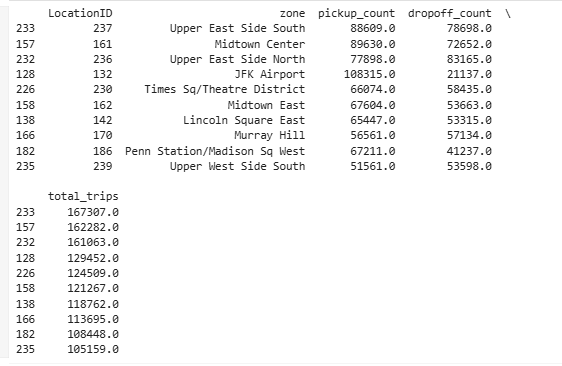 LocationID zone pickup_count dropoff_count \
233 237 Upper East Side South 88609.0 78698.0
157 161 Midtown Center 89630.0 72652.0
232 236 Upper East Side North 77898.0 83165.0
128 132 JFK Airport 108315.0 21137.0
226 230 Times Sq/Theatre District 66074.0 58435.0
158 162 Midtown East 67604.0 53663.0
138 142 Lincoln Square East 65447.0 53315.0
166 170 Murray Hill 56561.0 57134.0
182 186 Penn Station/Madison Sq West 67211.0 41237.0
235 239 Upper West Side South 51561.0 53598.0
total_trips
233 167307.0
157 162282.0
232 161063.0
128 129452.0
226 124509.0
158 121267.0
138 118762.0
166 113695.0
182 108448.0
235 105159.0